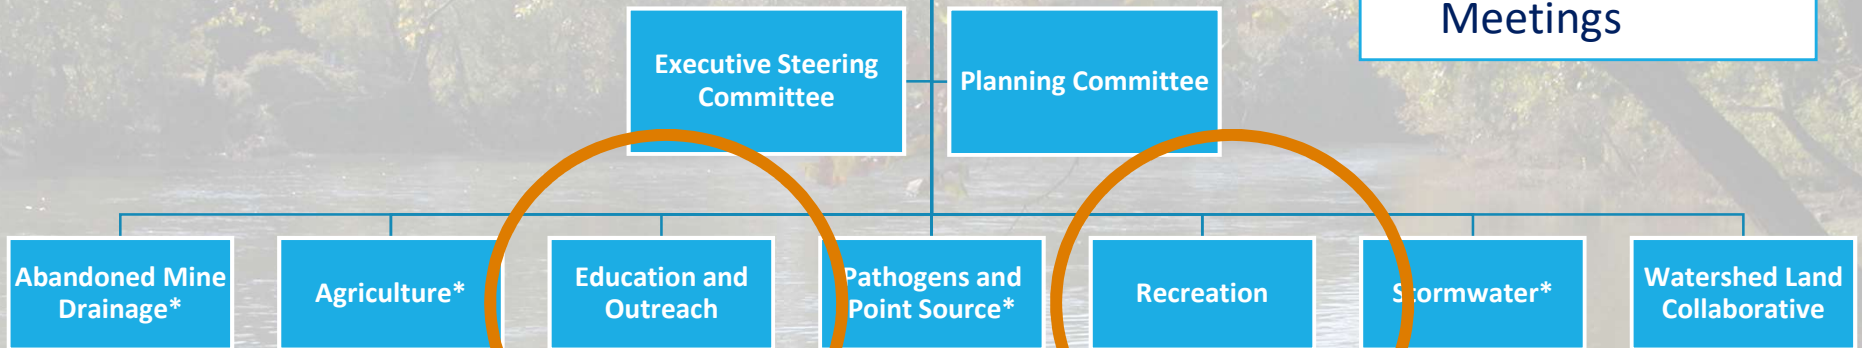 Meetings
Executive Steering
Committee
Planning Committee
Abandoned Mine
Drainage*
Agriculture*
Education and
Outreach
Pathogens and
Point Source*
Recreation
Stormwater*
Watershed Land
Collaborative